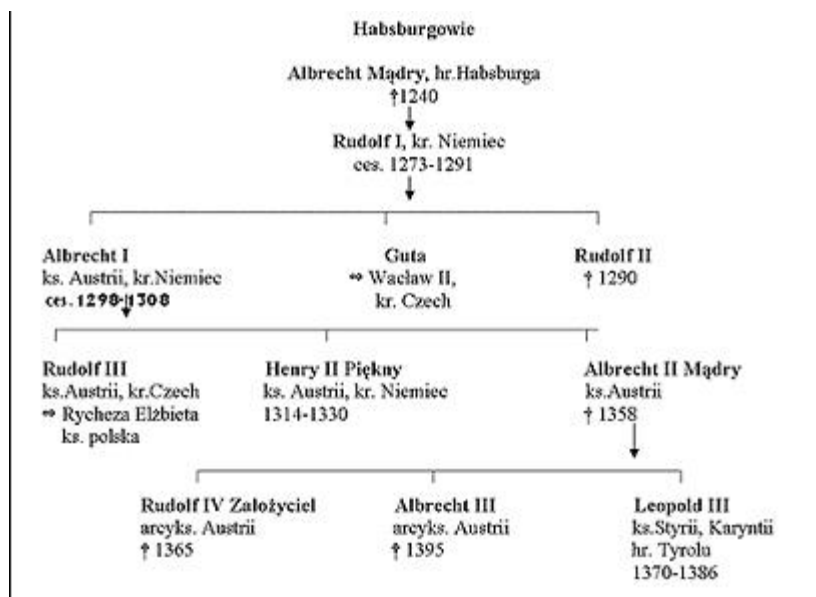 Habsburgowie
Albrecht Mądry, hr.Habsburga
†1240
Rudolf I, kr. Niemiec
ces. 1273-1291
Albrecht I
ks. Austrii, kr.Niemiec
ces. 1298-1308
Guta
⇔ Wacław II,
kr. Czech
Rudolf II
† 1290
Rudolf III
ks.Austrii, kr.Czech
⇔ Rycheza Elżbieta
ks. polska
Henry II Piękny
ks. Austrii, kr. Niemiec
1314-1330
Albrecht II Mądry
ks.Austrii
† 1358
Rudolf IV Założyciel
arcyks. Austrii
† 1365
Albrecht III
arcyks. Austrii
† 1395
Leopold III
ks.Styrii, Karyntii
hr. Tyrolu
1370-1386